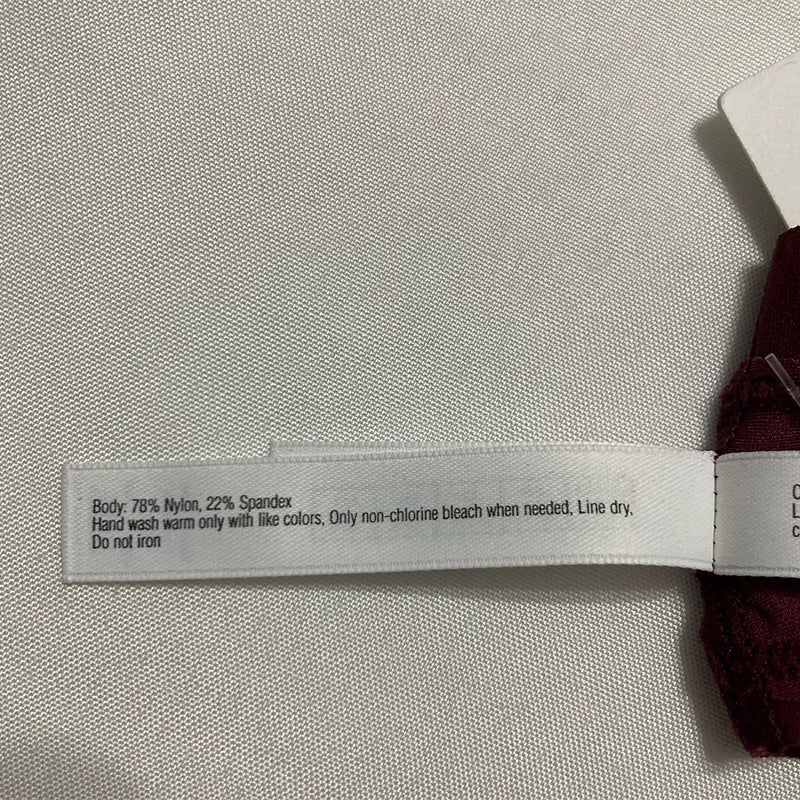 Body: 78% Nylon, 22% Spandex
Hand wash warm only with like colors, Only non-chlorine bleach when needed, Line dry,
Do not iron